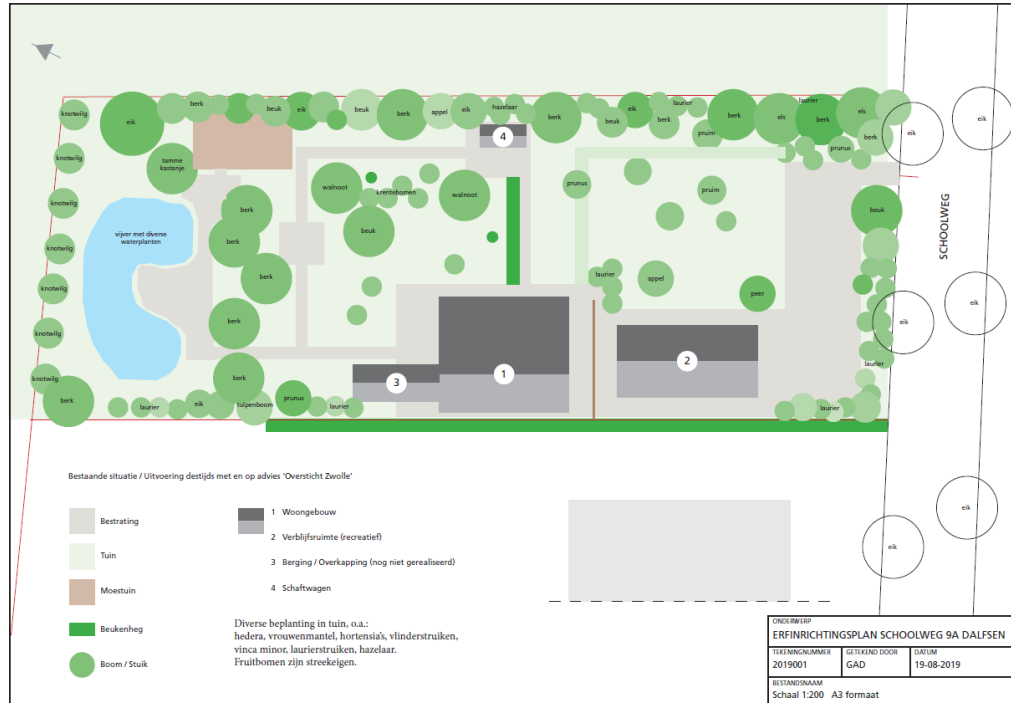 knotwilg
eik
berk
beuk
eik
beuk
berk
appel
eik
hazelaar
berk
beuk
eik
berk
laurier
pruim
berk
els
laurier
berk
prunus
els
berk
eik
eik
4
knotwilg
tamme
kastanje
knotwilg
walnoot
krentebomen
walnoot
prunus
pruim
beuk
SCHOOLWEG
vijver met diverse
waterplanten
berk
berk
beuk
knotwilg
berk
laurier
appel
peer
eik
knotwilg
berk
eik
knotwilg
knotwilg
berk
laurier
3
1
2
berk
laurier
eik
tulpenboom
prunus
laurier
laurier
Bestaande situatie / Uitvoering destijds met en op advies 'Oversticht Zwolle'
Bestrating
Tuin
Moestuin
Beukenheg
Boom / Stuik
1 Woongebouw
2 Verblijfsruimte (recreatief)
3 Berging / Overkapping (nog niet gerealiseerd)
4 Schaftwagen
Diverse beplanting in tuin, o.a.:
hedera, vrouwenmantel, hortensia's, vlinderstruiken,
vinca minor, laurierstruiken, hazelaar.
Fruitbomen zijn streekeigen.
eik
eik
ONDERWERP
ERFINRICHTINGSPLAN SCHOOLWEG 9A DALFSEN
TEKENINGNUMMER
2019001
GETEKEND DOOR
GAD
DATUM
19-08-2019
BESTANDSNAAM
Schaal 1:200 A3 formaat